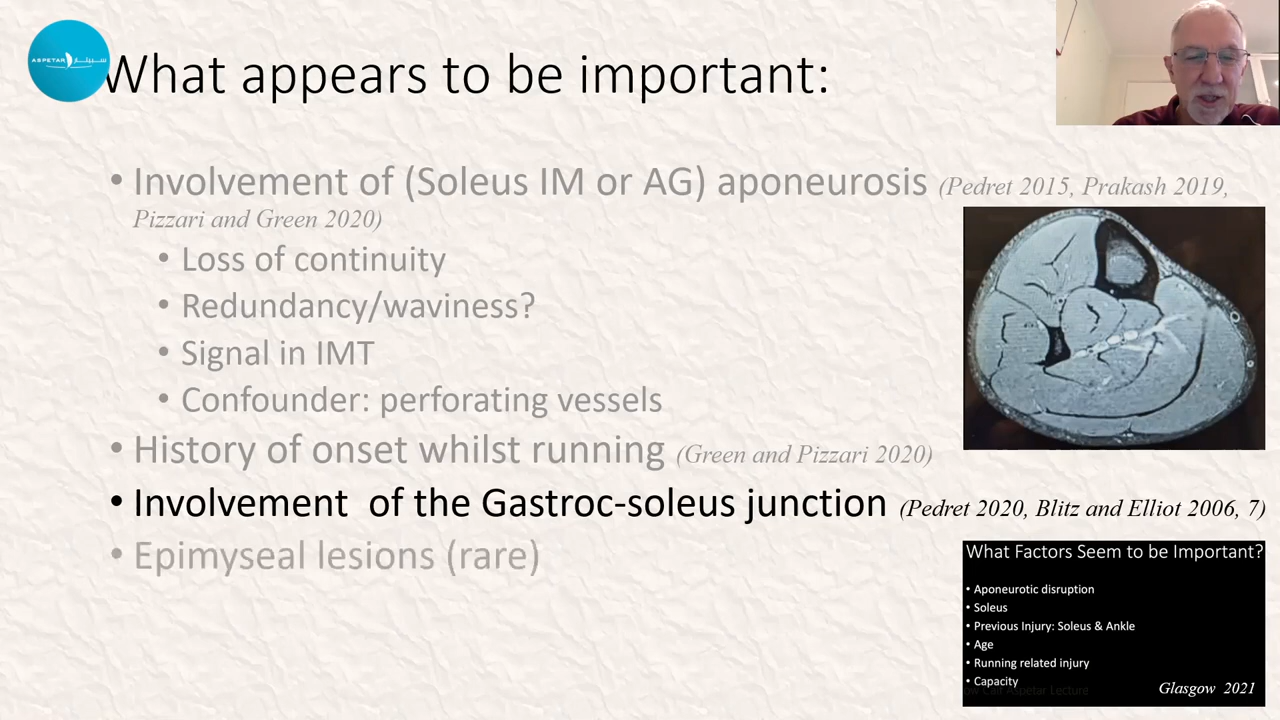 ASPETAR
What appears to be important:
• Involvement of (Soleus IM or AG) aponeurosis (Pedret 2015, Prakash 2019,
Pizzari and Green 2020)
• Loss of continuity
• Redundancy/waviness?
• Signal in IMT
• Confounder: perforating vessels
• History of onset whilst running (Green and Pizzari 2020)
• Involvement  of the Gastroc-soleus junction (Pedret 2020, Blitz and Elliot 2006, 7)
• Epimyseal lesions (rare)
What Factors Seem to be Important?
• Aponeurotic disruption
• Soleus
• Previous Injury: Soleus & Ankle
• Age
• Running related injury
• Capacity
Calf Aspetar Lecture
Glasgow 2021